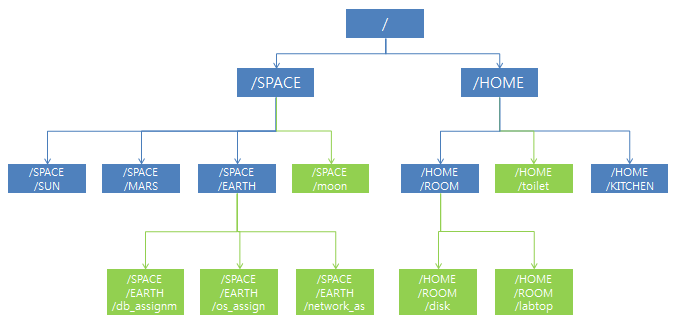 /
/SPACE
/HOME
/SPACE
/SUN
/SPACE
/MARS
/SPACE
/EARTH
/SPACE
/moon
/HOME
/ROOM
/HOME
/toilet
/HOME
/KITCHEN
/SPACE
/EARTH
/db_assignm
/SPACE
/EARTH
/os_assign
/SPACE
/EARTH
/network_as
/HOME
/ROOM
/disk
/HOME
/ROOM
/labtop